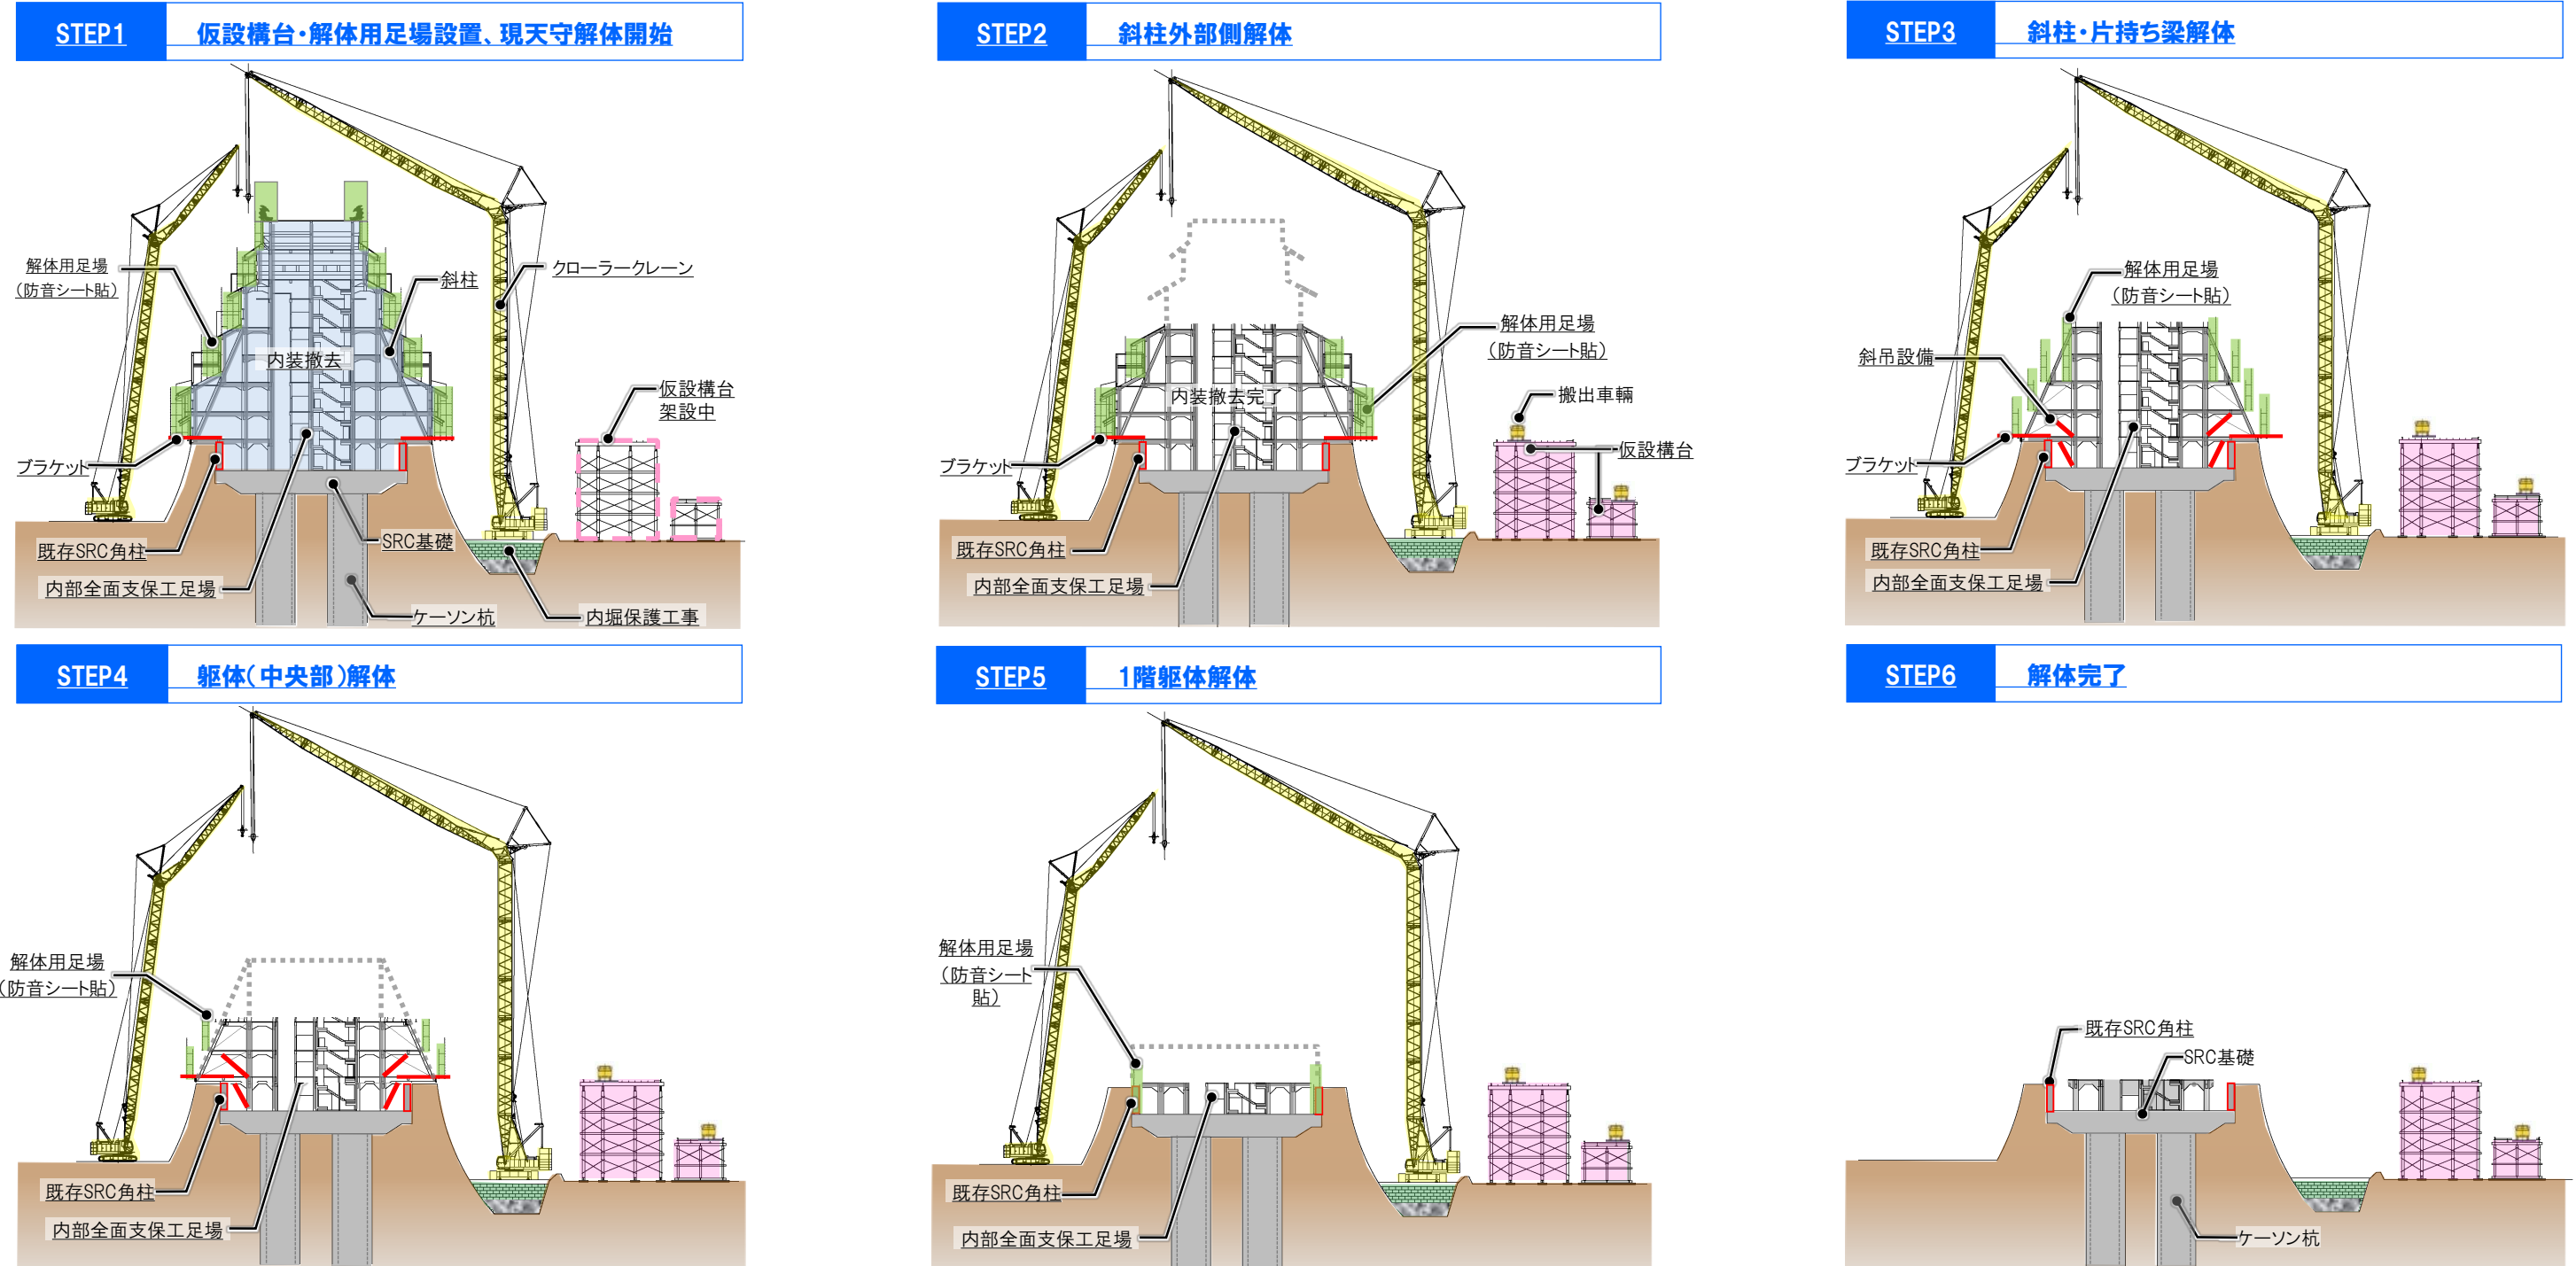 STEP1 仮設構台・解体用足場設置、現天守解体開始
解体用足場
（防音シート貼）
斜柱
クローラークレーン
内装撤去
仮設構台
架設中
ブラケット
既存SRC角柱
SRC基礎
内部全面支保工足場
ケーソン杭
内堀保護工事
STEP2 斜柱外部側解体
解体用足場
（防音シート貼）
内装撤去完了
搬出車輌
仮設構台
ブラケット
既存SRC角柱
内部全面支保工足場
STEP3 斜柱・片持ち梁解体
解体用足場
（防音シート貼）
斜吊設備
ブラケット
既存SRC角柱
内部全面支保工足場
STEP4 躯体（中央部）解体
解体用足場
（防音シート貼）
既存SRC角柱
内部全面支保工足場
STEP5 1階躯体解体
解体用足場
（防音シート
貼）
既存SRC角柱
内部全面支保工足場
STEP6 解体完了
既存SRC角柱
SRC基礎
ケーソン杭